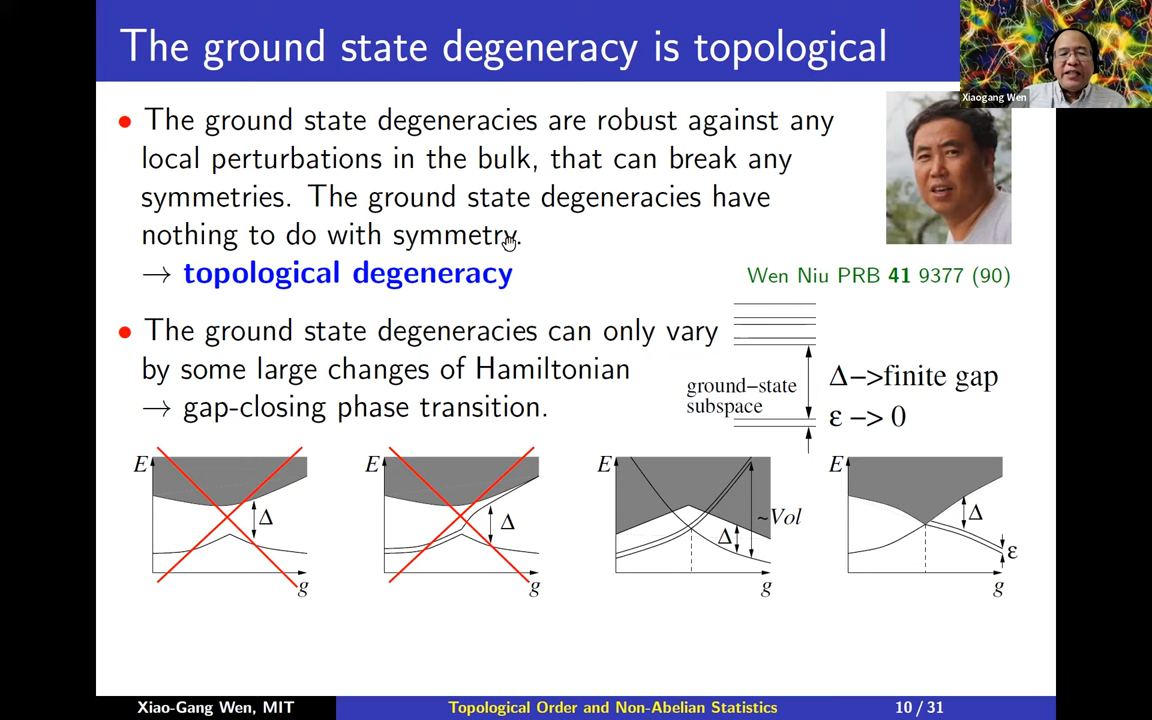 The ground state degeneracy is topological
Xiaogang Wen
• The ground state degeneracies are robust against any
local perturbations in the bulk, that can break any
symmetries. The ground state degeneracies have
nothing to do with symmetry.
→ topological degeneracy
Wen Niu PRB 41 9377 (90)
• The ground state degeneracies can only vary
by some large changes of Hamiltonian
→ gap-closing phase transition.
ground-state
subspace
Δ->finite gap
ε -> 0
E
Δ
g
E
Δ
g
E
~Vol
Δ
g
E
Δ
ε
g
Xiao-Gang Wen, MIT
Topological Order and Non-Abelian Statistics
10 / 31